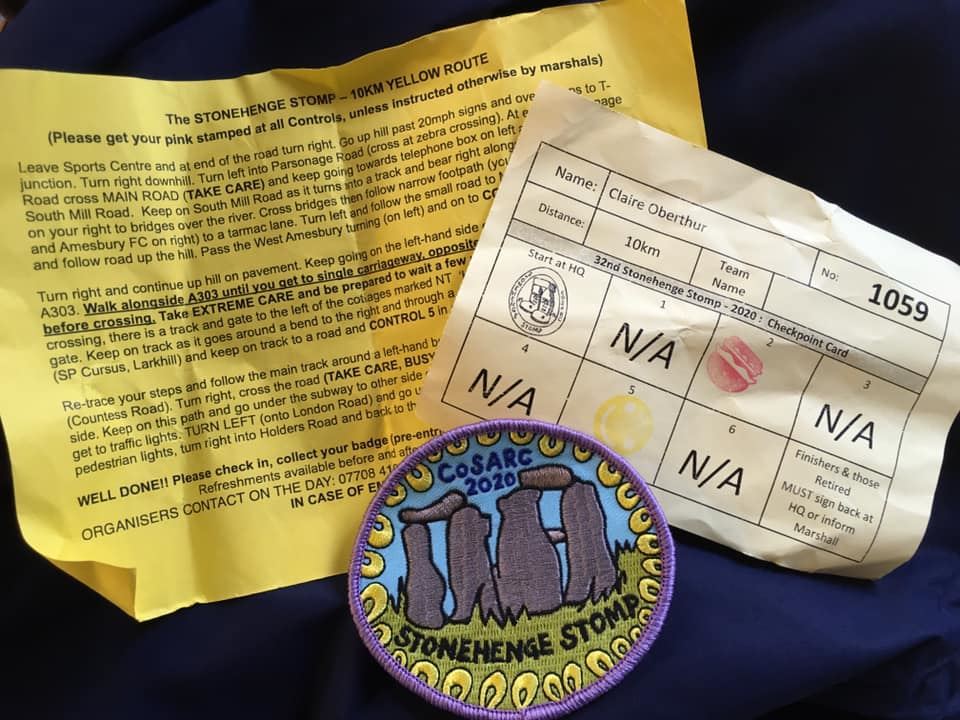 The STONEHENGE STOMP – 10KM YELLOW ROUTE
(Please get your pink stamped at all Controls, unless instructed otherwise by marshals)
Leave Sports Centre and at end of the road turn right. Go up hill past 20mph signs and to T-
junction. Turn right downhill. Turn left into Parsonage Road (cross at zebra crossing). At
Road cross MAIN ROAD (TAKE CARE) and keep going towards telephone box on left
South Mill Road. Keep on South Mill Road as it turns into a track and bear right along
on your right to bridges over the river. Cross bridges then follow narrow footpath
and Amesbury FC on right) to a tarmac lane. Turn left and follow the small road to
and follow road up the hill. Pass the West Amesbury turning (on left) and on to
Turn right and continue up hill on pavement. Keep going on the left-hand side
A303. Walk alongside A303 until you get to single carriageway, opposite
before crossing. Take EXTREME CARE and be prepared to wait a few
crossing, there is a track and gate to the left of the cottages marked NT
gate. Keep on track as it goes around a bend to the right and through a
(SP Cursus, Larkhill) and keep on track to a road and CONTROL 5 in
Re-trace your steps and follow the main track around a left-hand
(Countess Road). Turn right, cross the road (TAKE CARE, BUSY
side. Keep on this path and go under the subway to other side
get to traffic lights. TURN LEFT (onto London Road) and go
pedestrian lights, turn right into Holders Road and back to
WELL DONE!! Please check in, collect your badge
Refreshments available before and
ORGANISERS CONTACT ON THE DAY: 07708
IN CASE OF
Name: Claire Oberthur
Distance: 10km Team Name No: 1059
32nd Stonehenge Stomp - 2020 : Checkpoint Card
Start at HQ 1 2 3
STOMP N/A N/A
4 5 6 Finishers & those
N/A N/A Retired
MUST sign back at
HQ or inform
Marshall
CoSARC
2020
STONEHENGE STOMP